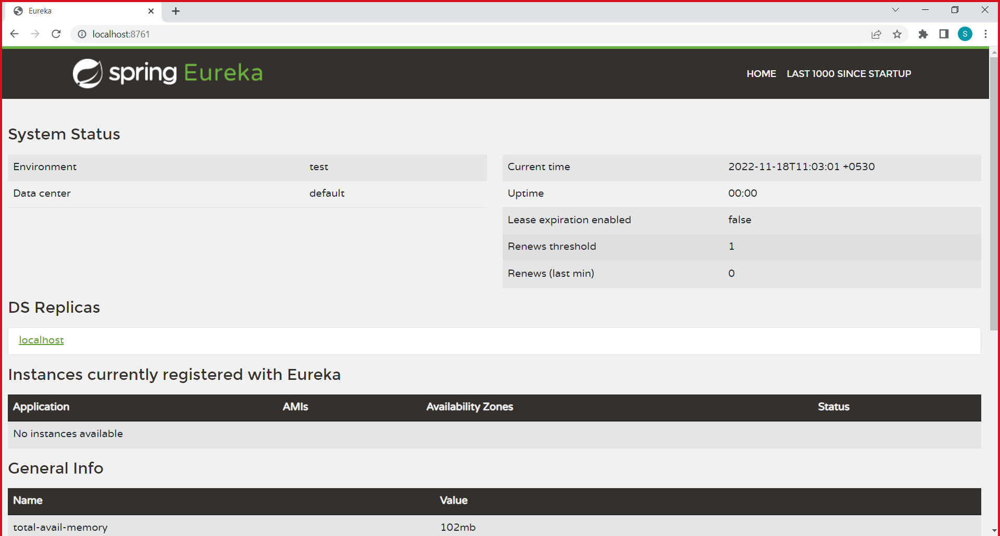 Eureka
localhost:8761
S
spring Eureka
HOME LAST 1000 SINCE STARTUP
System Status
Environment test
Data center default
Current time 2022-11-18T11:03:01 +0530
Uptime 00:00
Lease expiration enabled false
Renews threshold 1
Renews (last min) 0
DS Replicas
localhost
Instances currently registered with Eureka
Application AMIs Availability Zones Status
No instances available
General Info
Name Value
total-avail-memory 102mb